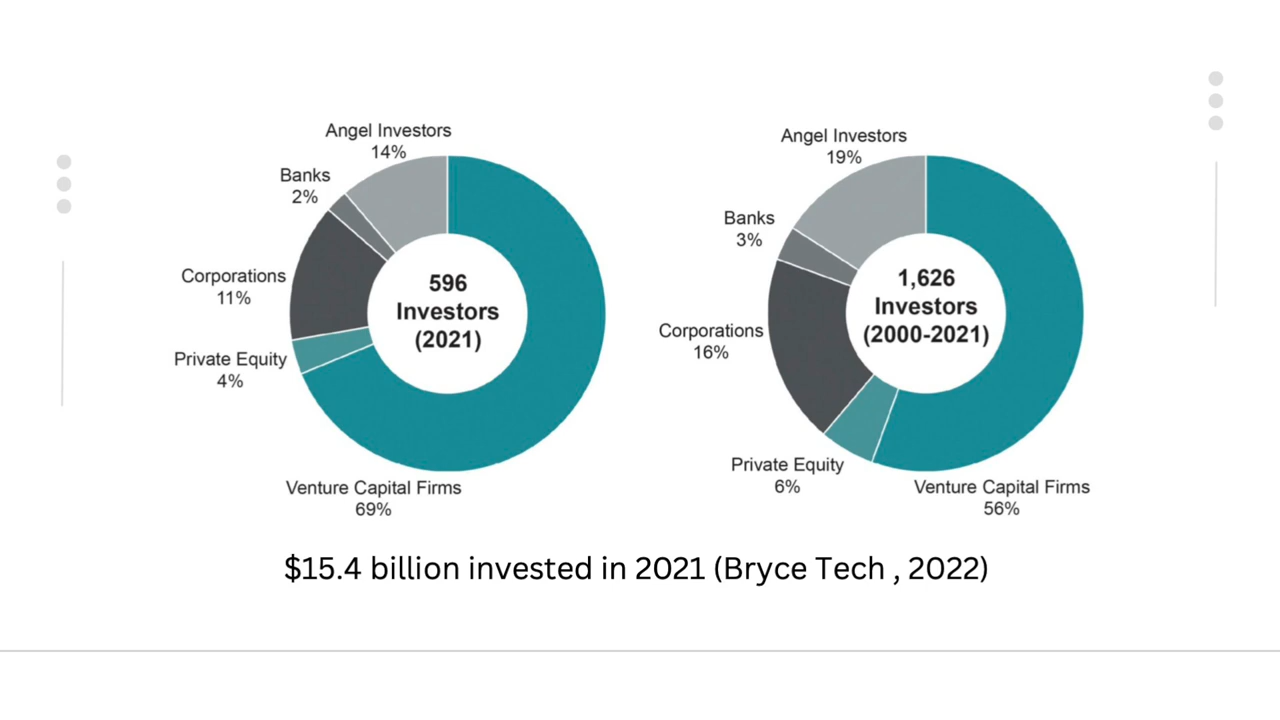 Angel Investors
14%
Banks
2%
Corporations
11%
Private Equity
4%
Venture Capital Firms
69%
596
Investors
(2021)
Angel Investors
19%
Banks
3%
Corporations
16%
Private Equity
6%
Venture Capital Firms
56%
1,626
Investors
(2000-2021)
$15.4 billion invested in 2021 (Bryce Tech , 2022)